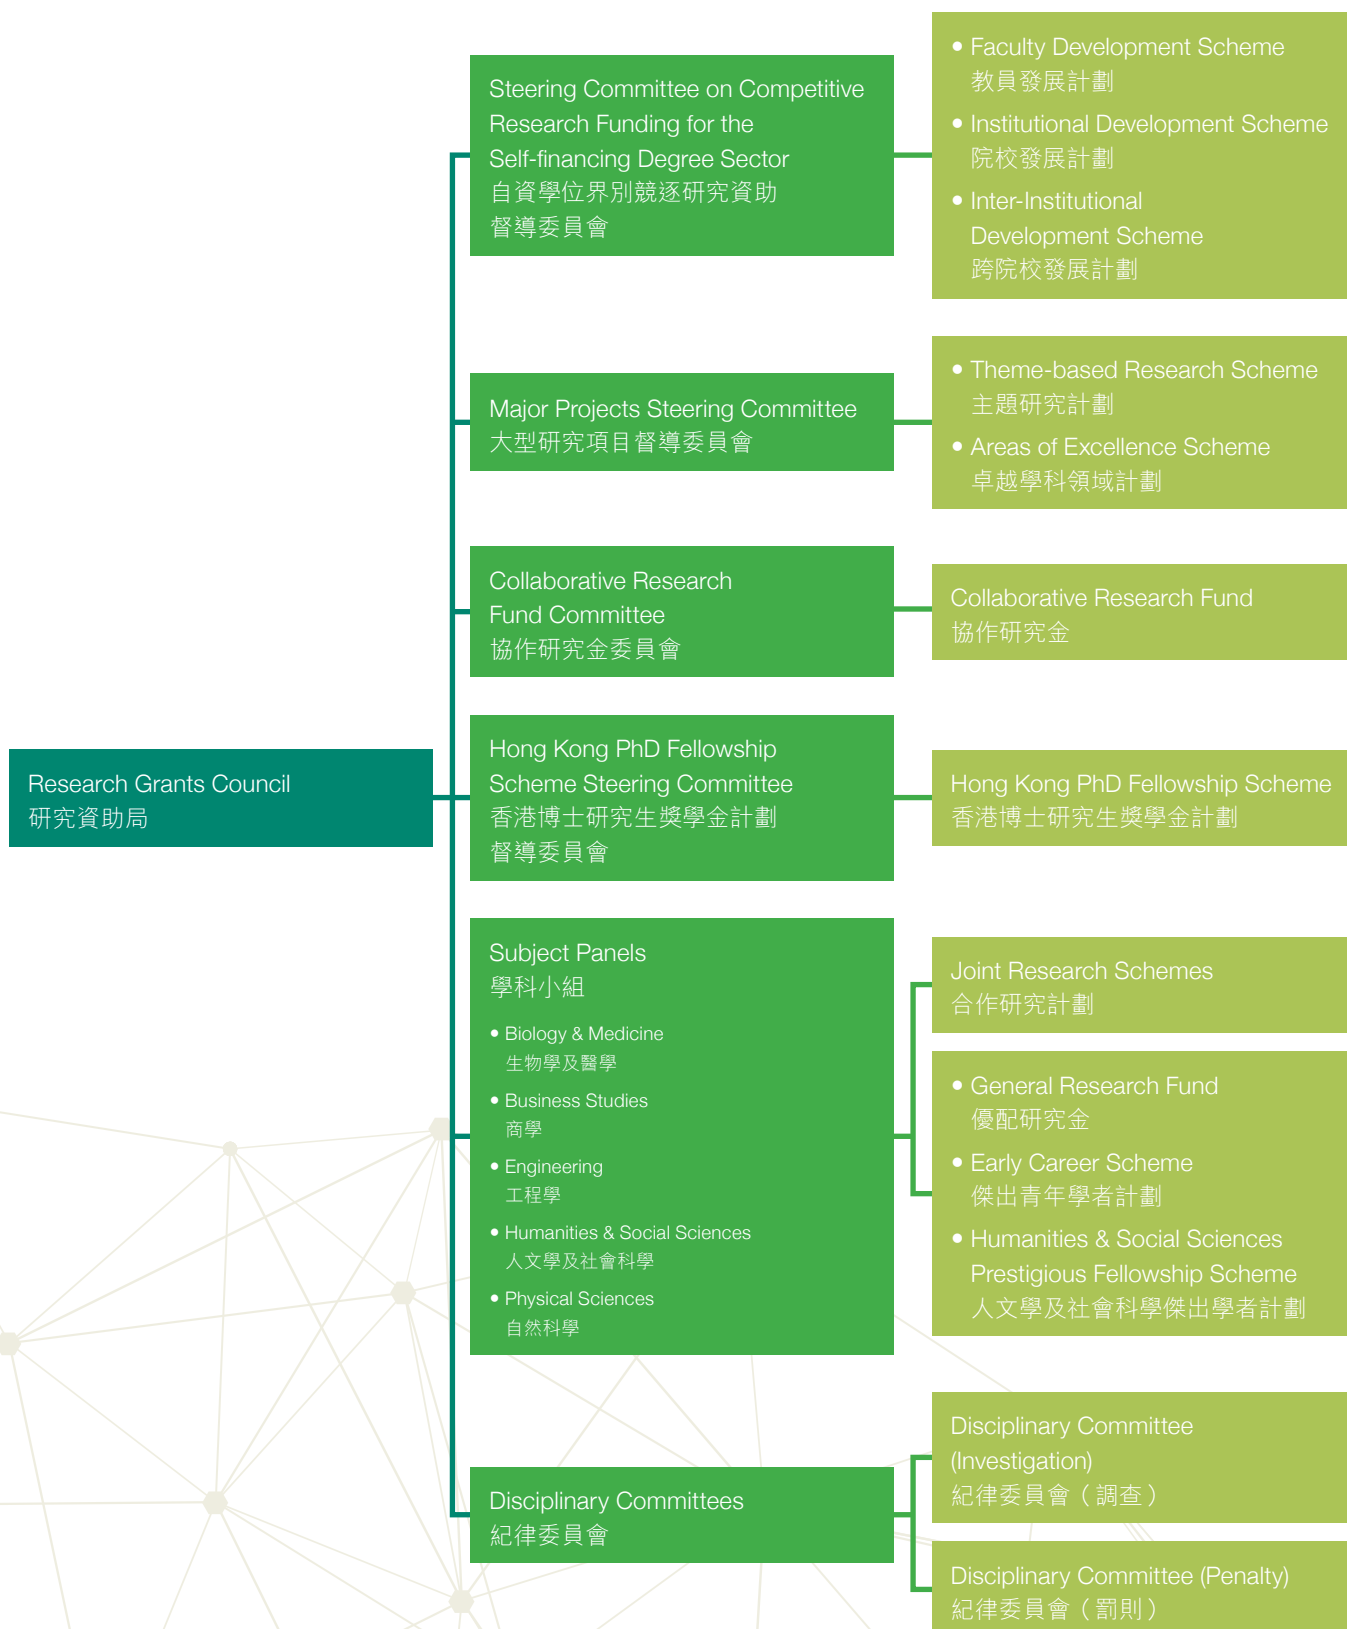 Research Grants Council
研究資助局
Steering Committee on Competitive
Research Funding for the
Self-financing Degree Sector
自資學位界別競逐研究資助
督導委員會
• Faculty Development Scheme
教員發展計劃
• Institutional Development Scheme
院校發展計劃
• Inter-Institutional
Development Scheme
跨院校發展計劃
Major Projects Steering Committee
大型研究項目督導委員會
• Theme-based Research Scheme
主題研究計劃
• Areas of Excellence Scheme
卓越學科領域計劃
Collaborative Research
Fund Committee
協作研究金委員會
Collaborative Research Fund
協作研究金
Hong Kong PhD Fellowship
Scheme Steering Committee
香港博士研究生獎學金計劃
督導委員會
Hong Kong PhD Fellowship Scheme
香港博士研究生獎學金計劃
Subject Panels
學科小組
• Biology & Medicine
生物學及醫學
• Business Studies
商學
• Engineering
工程學
• Humanities & Social Sciences
人文學及社會科學
• Physical Sciences
自然科學
Joint Research Schemes
合作研究計劃
• General Research Fund
優配研究金
• Early Career Scheme
傑出青年學者計劃
• Humanities & Social Sciences
Prestigious Fellowship Scheme
人文學及社會科學傑出學者計劃
Disciplinary Committees
紀律委員會
Disciplinary Committee
(Investigation)
紀律委員會（調查）
Disciplinary Committee (Penalty)
紀律委員會（罰則）